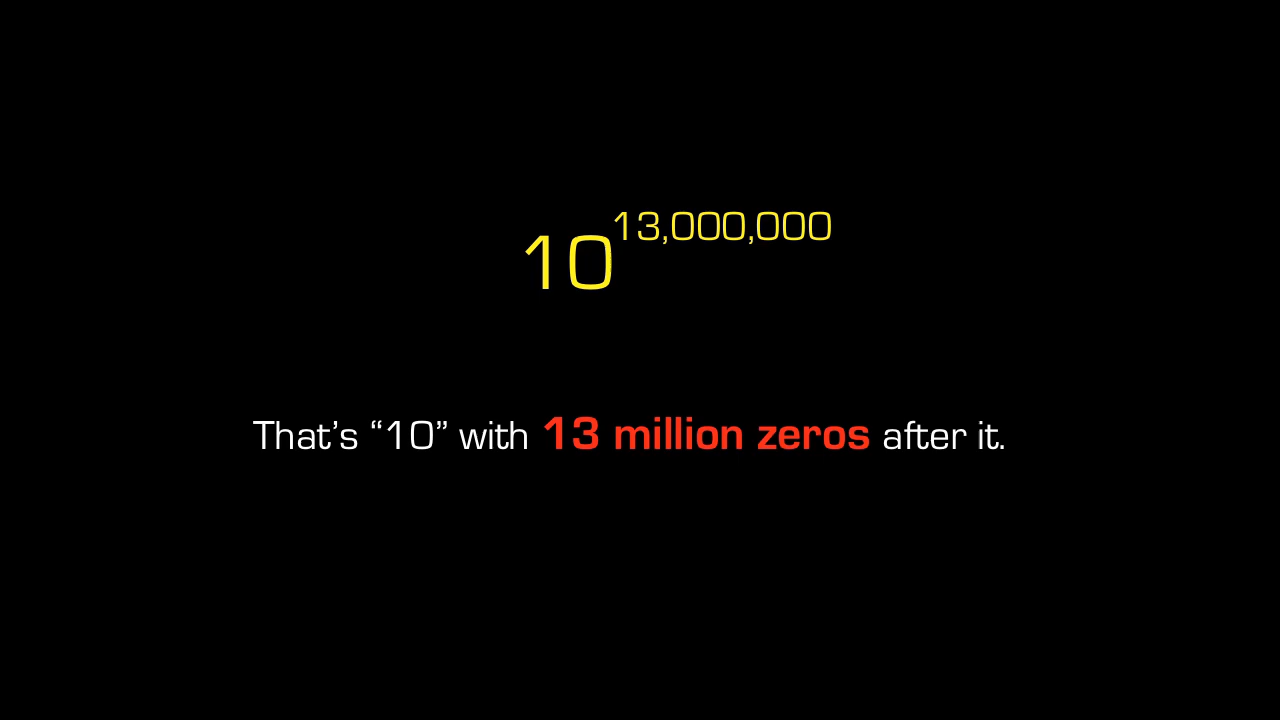 10^13,000,000
That’s “10” with 13 million zeros after it.